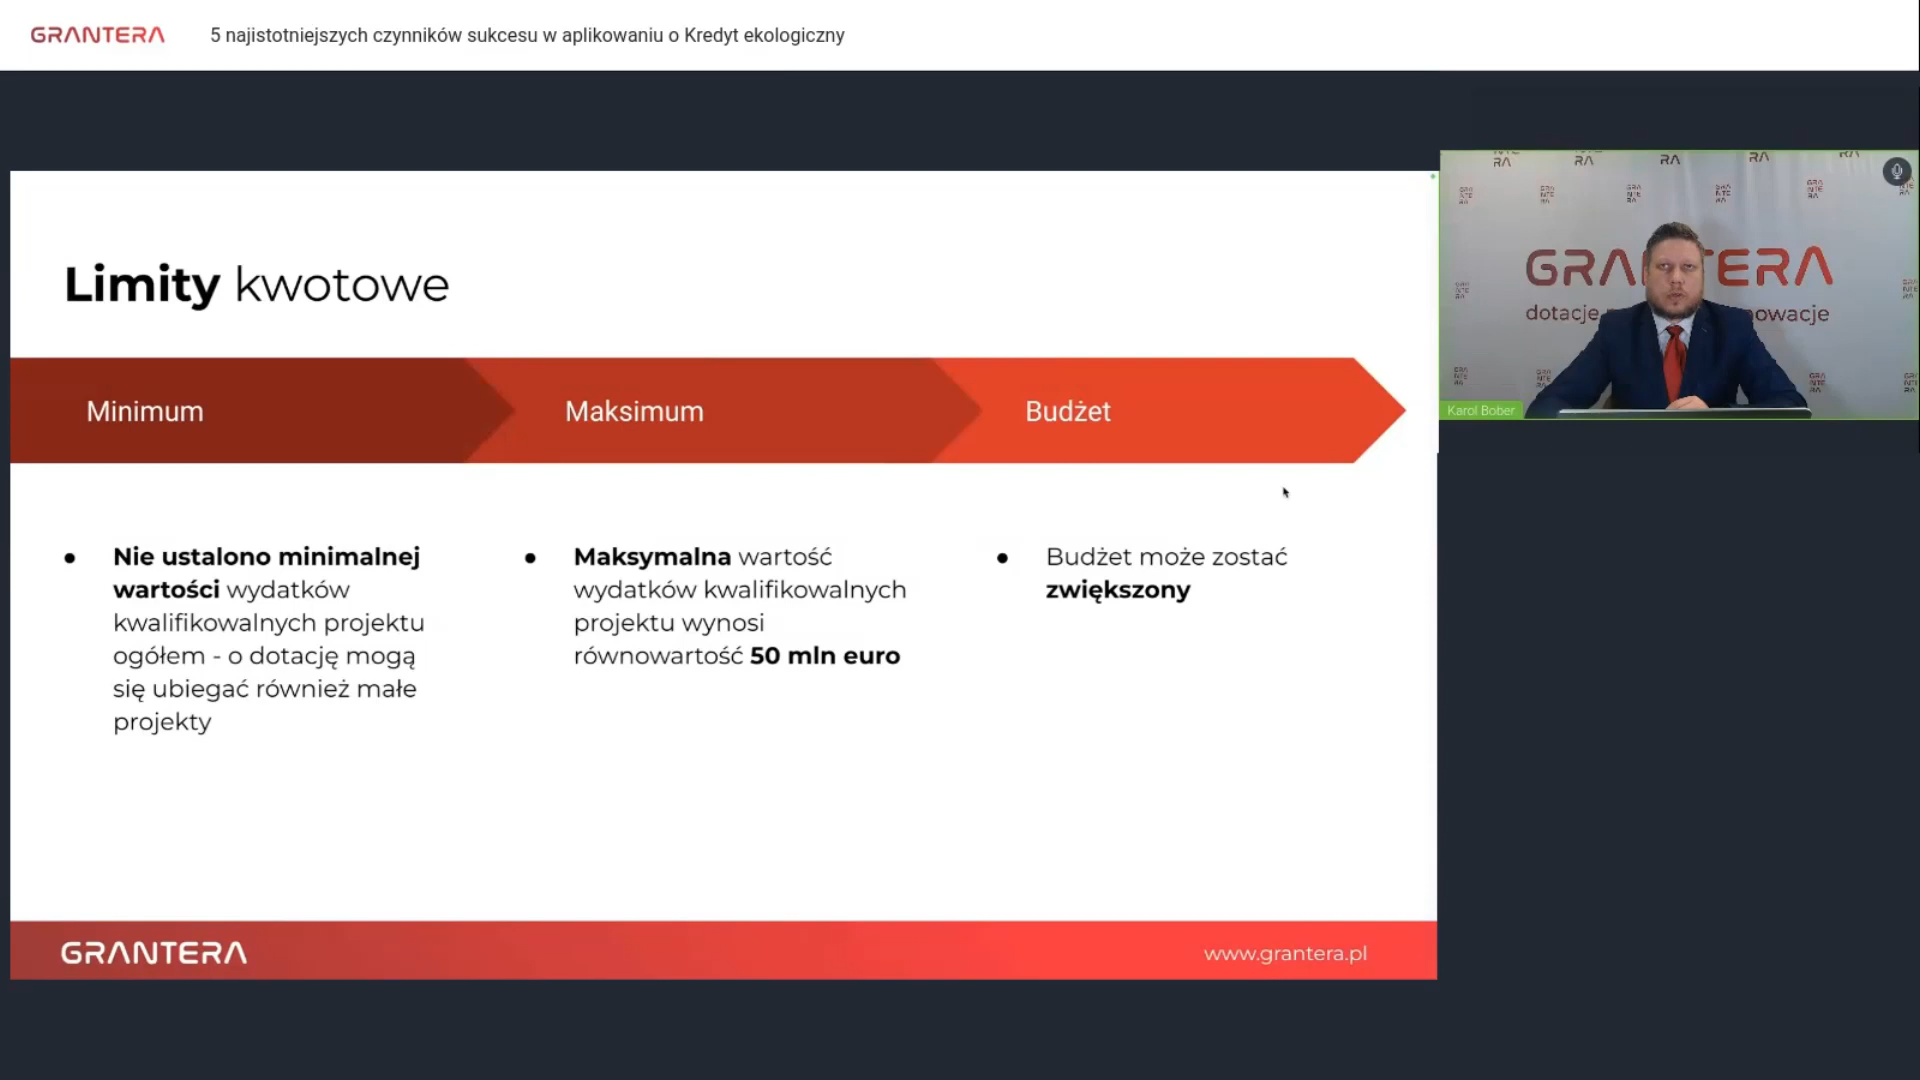 GRANTERA
5 najistotniejszych czynników sukcesu w aplikowaniu o Kredyt ekologiczny
Limity kwotowe
Minimum
Maksimum
Budżet
Nie ustalono minimalnej
wartości wydatków
kwalifikowalnych projektu
ogółem - o dotację mogą
się ubiegać również małe
projekty
Maksymalna wartość
wydatków kwalifikowalnych
projektu wynosi
równowartość 50 mln euro
Budżet może zostać
zwiększony
GRANTERA
www.grantera.pl
dotacje
Karol Bober